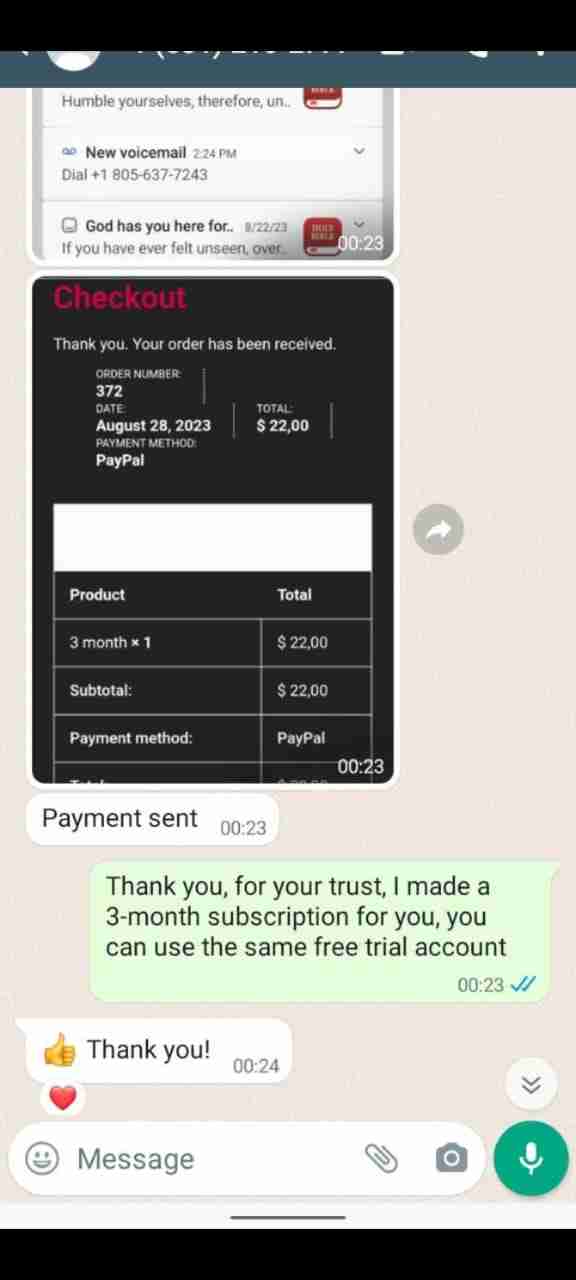 Humble yourselves, therefore, un..
New voicemail 2:24 PM
Dial +1 805-637-7243
God has you here for.. 8/22/23
HOLY BIBLE
If you have ever felt unseen, over..
00:23
Checkout
Thank you. Your order has been received.
ORDER NUMBER:
372
DATE: TOTAL:
August 28, 2023 $ 22,00
PAYMENT METHOD:
PayPal
Product Total
3 month × 1 $ 22,00
Subtotal: $ 22,00
Payment method: PayPal
00:23
Payment sent 00:23
Thank you, for your trust, I made a
3-month subscription for you, you
can use the same free trial account
00:23
👍 Thank you! 00:24
Message